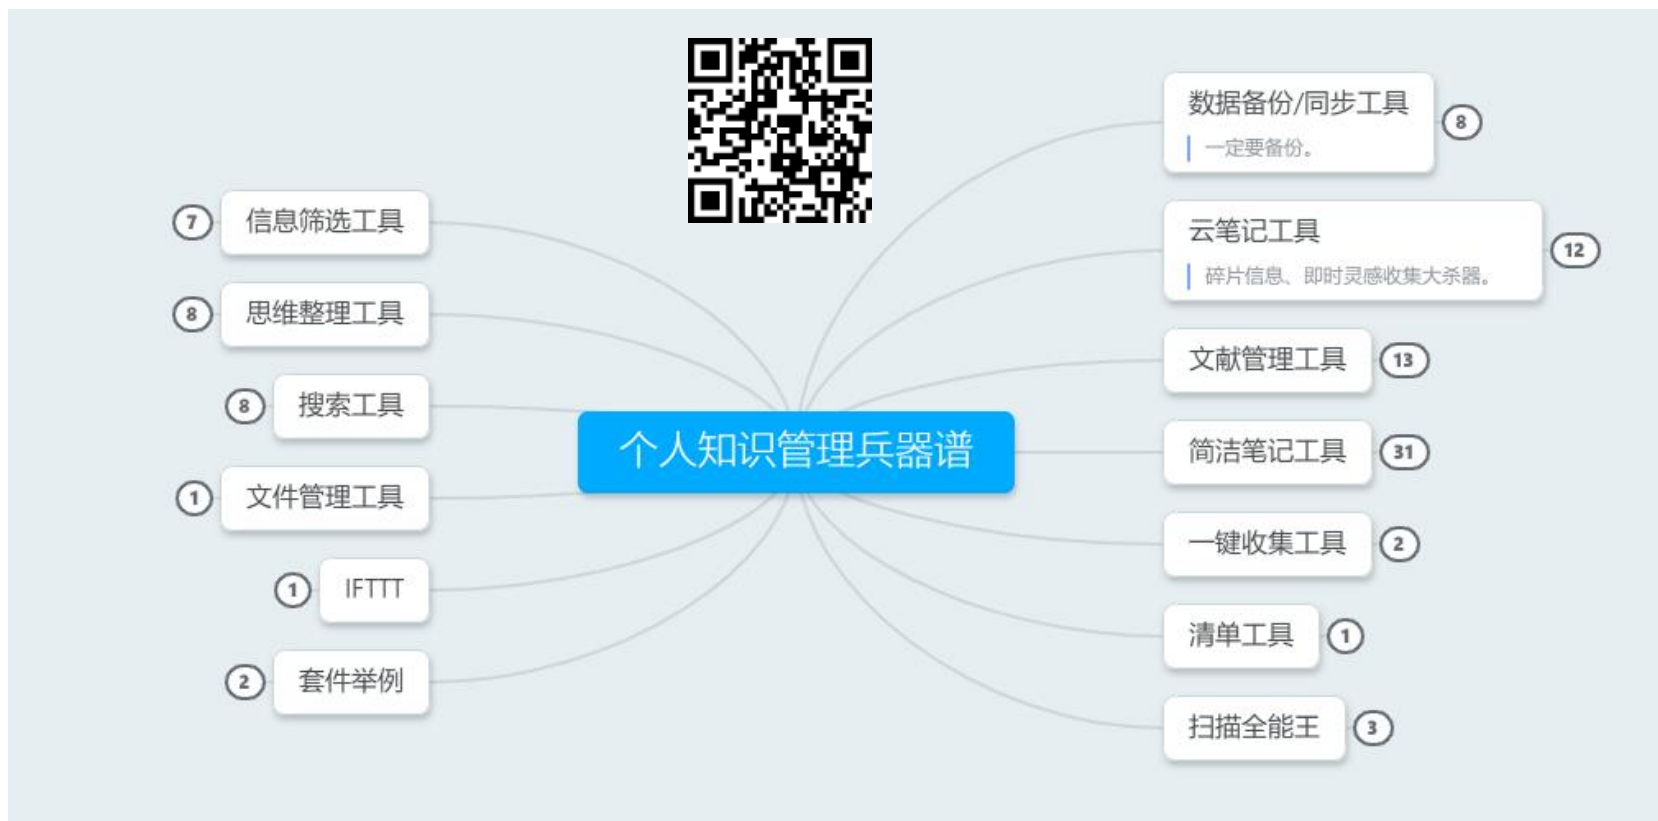 数据备份/同步工具
8
一定要备份。
云笔记工具
12
碎片信息、即时灵感收集大杀器。
文献管理工具
13
简洁笔记工具
31
一键收集工具
2
清单工具
1
扫描全能王
3
个人知识管理兵器谱
7
信息筛选工具
8
思维整理工具
8
搜索工具
1
文件管理工具
1
IFTTT
2
套件举例